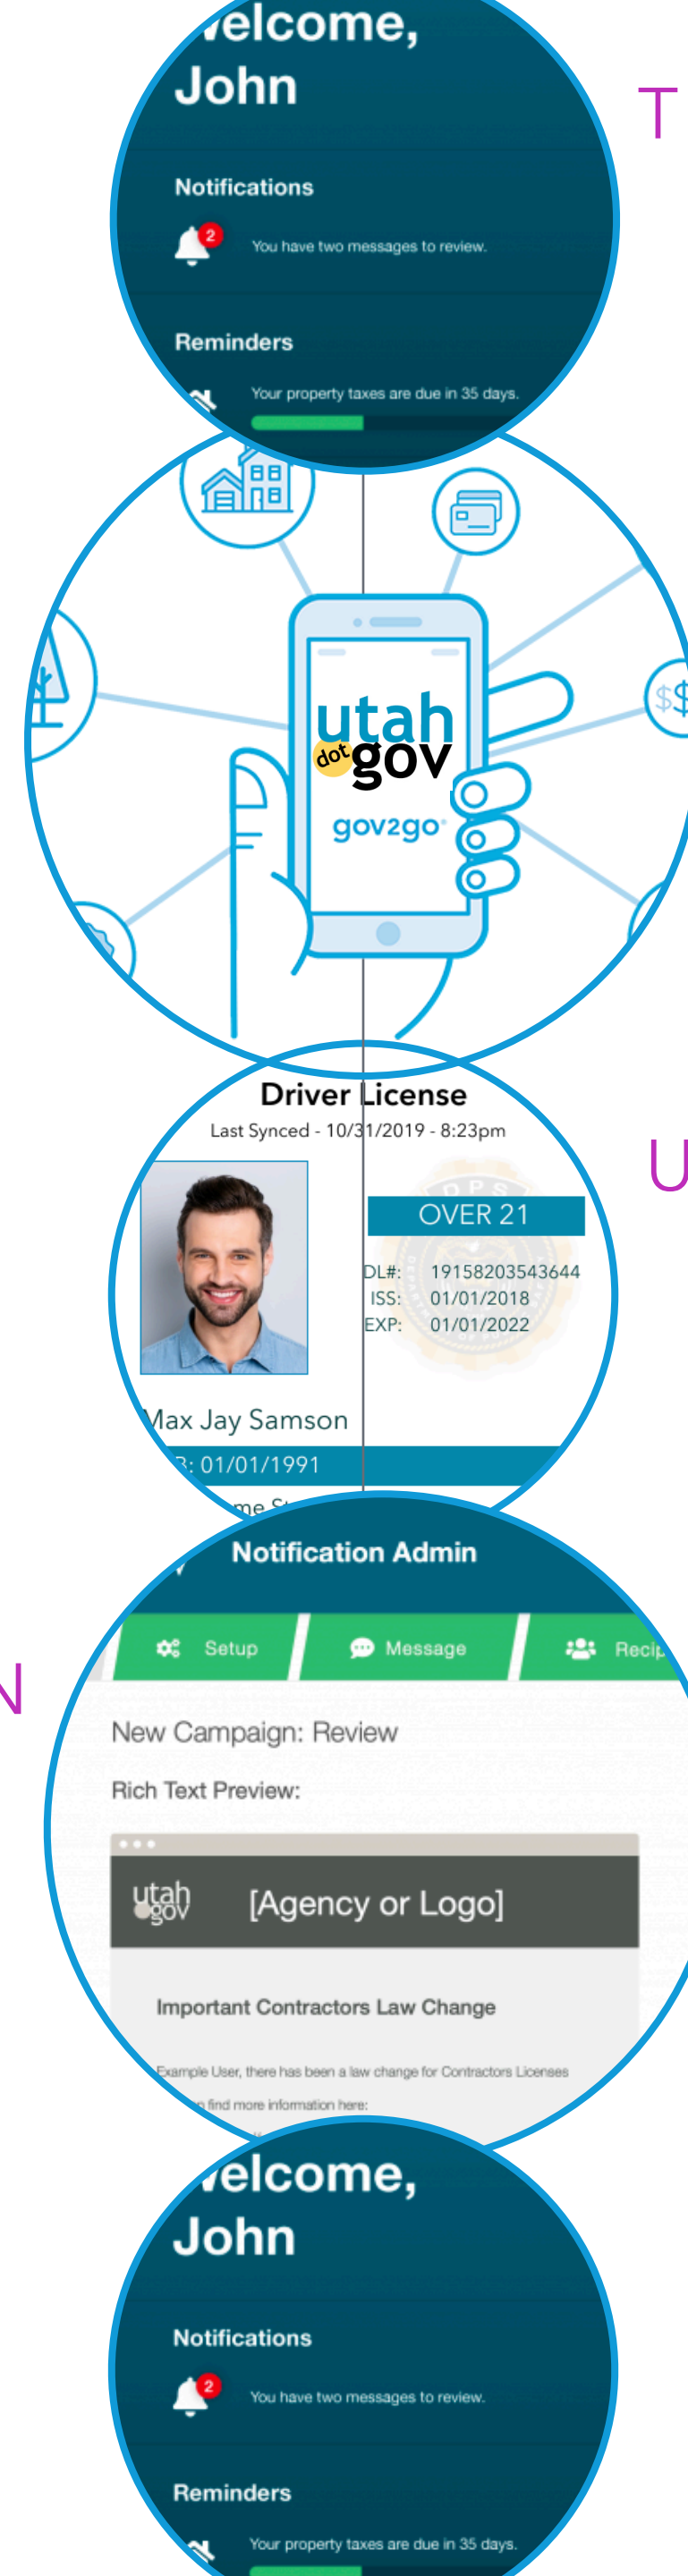 Welcome,
John
T
Notifications
2
You have two messages to review.
Reminders
Your property taxes are due in 35 days.
$$
utah
dot gov
gov2go
Driver License
Last Synced - 10/31/2019 - 8:23pm
U
DPS
OVER 21
DL#: 19158203543644
ISS: 01/01/2018
EXP: 01/01/2022
Max Jay Samson
: 01/01/1991
Notification Admin
Setup Message
N
New Campaign: Review
Rich Text Preview:
utah
gov
[Agency or Logo]
Important Contractors Law Change
Example User, there has been a law change for Contractors Licenses
find more information here:
Welcome,
John
Notifications
2
You have two messages to review.
Reminders
Your property taxes are due in 35 days.